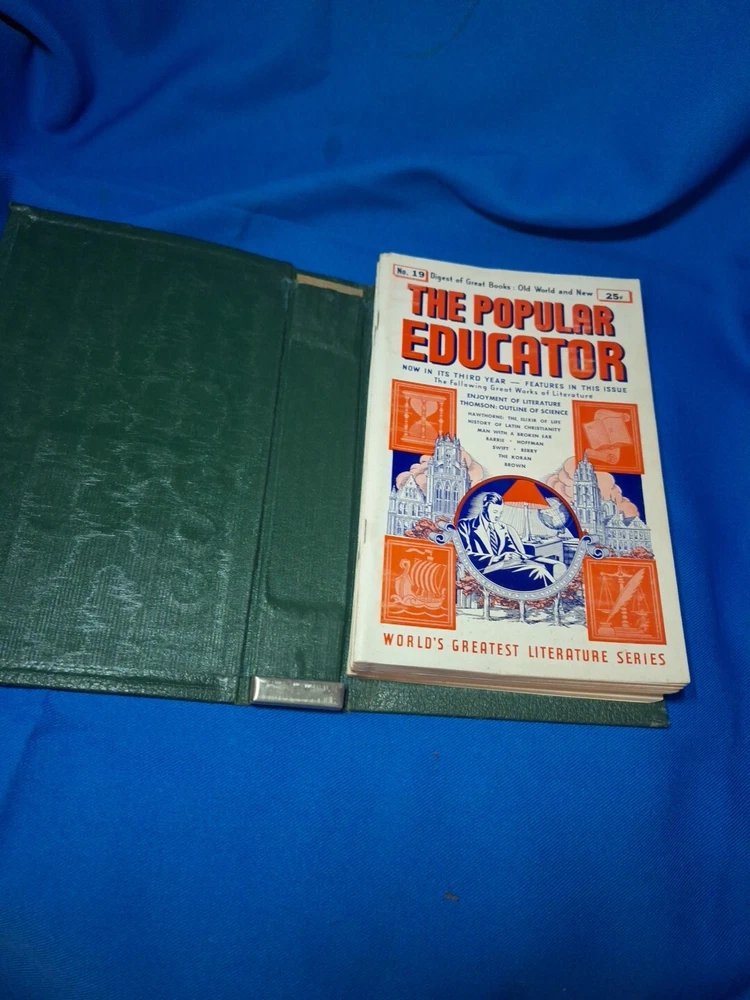 No. 19 Digest of Great Books: Old World and New 25¢
THE POPULAR
EDUCATOR
NOW IN ITS THIRD YEAR — FEATURES IN THIS ISSUE
The Following Great Works of Literature
ENJOYMENT OF LITERATURE
THOMSON: OUTLINE OF SCIENCE
HAWTHORNE: THE ELIXIR OF LIFE
HISTORY OF LATIN CHRISTIANITY
MAN WITH A BROKEN EAR
BARRIE • HOFFMAN
SWIFT • BERRY
THE KORAN
BROWN
WORLD'S GREATEST LITERATURE SERIES